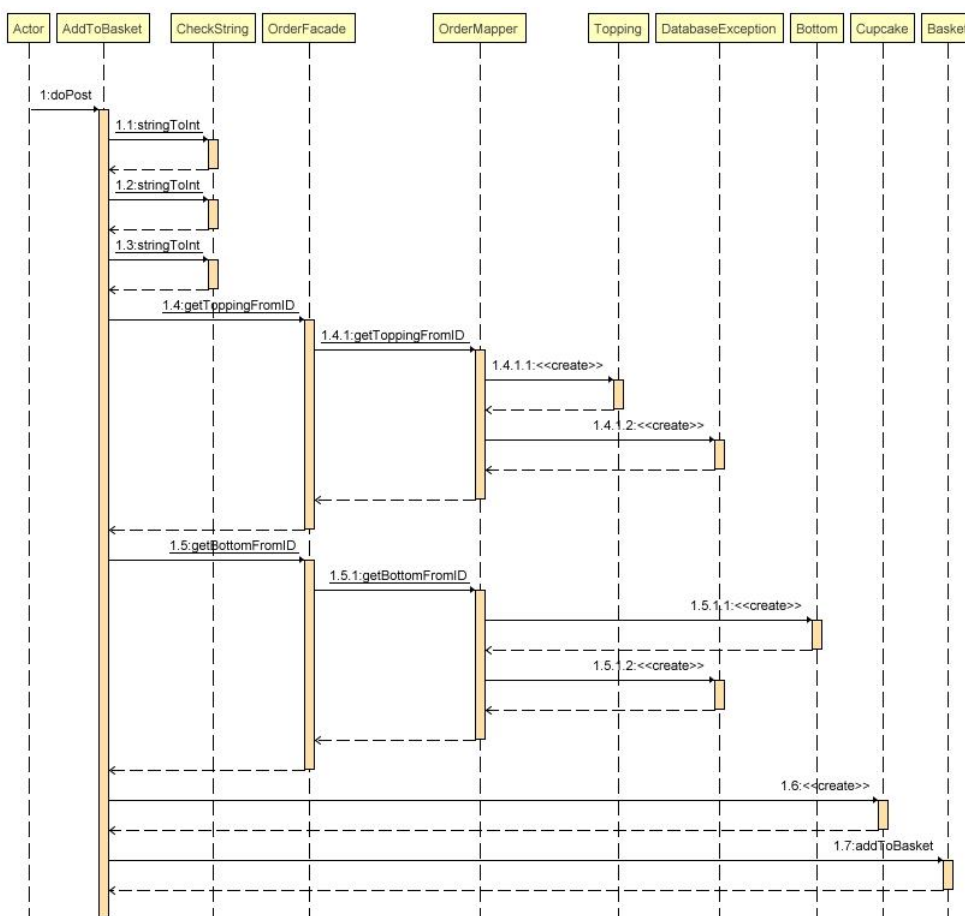 Actor AddToBasket CheckString OrderFacade OrderMapper Topping DatabaseException Bottom Cupcake Basket
1:doPost
1.1:stringToInt
1.2:stringToInt
1.3:stringToInt
1.4:getToppingFromID
1.4.1:getToppingFromID
1.4.1.1:<<create>>
1.4.1.2:<<create>>
1.5:getBottomFromID
1.5.1:getBottomFromID
1.5.1.1:<<create>>
1.5.1.2:<<create>>
1.6:<<create>>
1.7:addToBasket